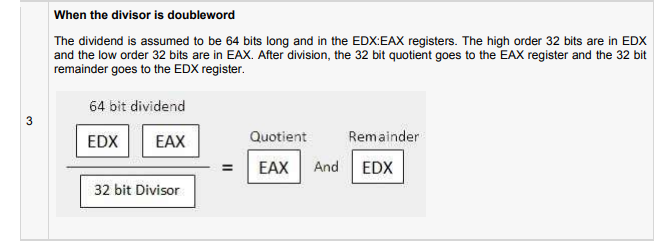 When the divisor is doubleword
The dividend is assumed to be 64 bits long and in the EDX:EAX registers. The high order 32 bits are in EDX
and the low order 32 bits are in EAX. After division, the 32 bit quotient goes to the EAX register and the 32 bit
remainder goes to the EDX register.
3
64 bit dividend
EDX EAX
Quotient Remainder
= EAX And EDX
32 bit Divisor